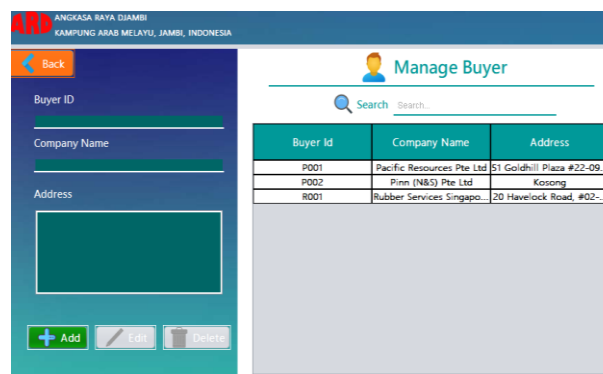 ARD
ANGKASA RAYA DJAMBI
KAMPUNG ARAB MELAYU, JAMBI, INDONESIA
Back
Manage Buyer
Search Search...
Buyer ID
Company Name
Address
Add Edit Delete
Buyer Id Company Name Address
P001 Pacific Resources Pte Ltd 51 Goldhill Plaza #22-09...
P002 Pinn (N&S) Pte Ltd Kosong
R001 Rubber Services Singapo... 20 Havelock Road, #02-...